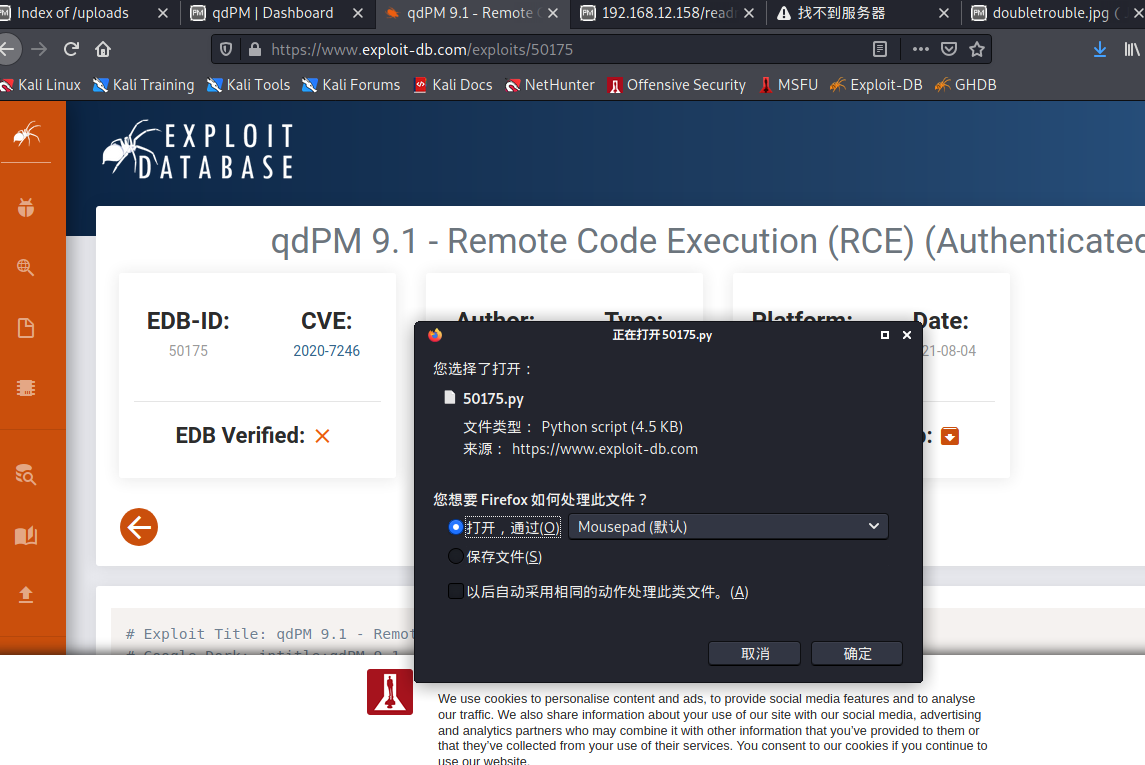 Index of /uploads
qdPM | Dashboard
qdPM 9.1 - Remote
192.168.12.158/read
找不到服务器
doubletrouble.jpg (
https://www.exploit-db.com/exploits/50175
Kali Linux
Kali Training
Kali Tools
Kali Forums
Kali Docs
NetHunter
Offensive Security
MSFU
Exploit-DB
GHDB
EXPLOIT
DATABASE
qdPM 9.1 - Remote Code Execution (RCE) (Authenticated
EDB-ID:
50175
CVE:
2020-7246
Author:
Type:
Platform:
Date:
21-08-04
EDB Verified:
正在打开 50175.py
您选择了打开：
50175.py
文件类型： Python script (4.5 KB)
来源： https://www.exploit-db.com
您想要 Firefox 如何处理此文件？
打开，通过(O)
Mousepad (默认)
保存文件(S)
以后自动采用相同的动作处理此类文件。(A)
取消
确定
# Exploit Title: qdPM 9.1 - Remot
# Google Dork: intitle:qdPM 9.1
We use cookies to personalise content and ads, to provide social media features and to analyse
our traffic. We also share information about your use of our site with our social media, advertising
and analytics partners who may combine it with other information that you've provided to them or
that they've collected from your use of their services. You consent to our cookies if you continue to
use our website.